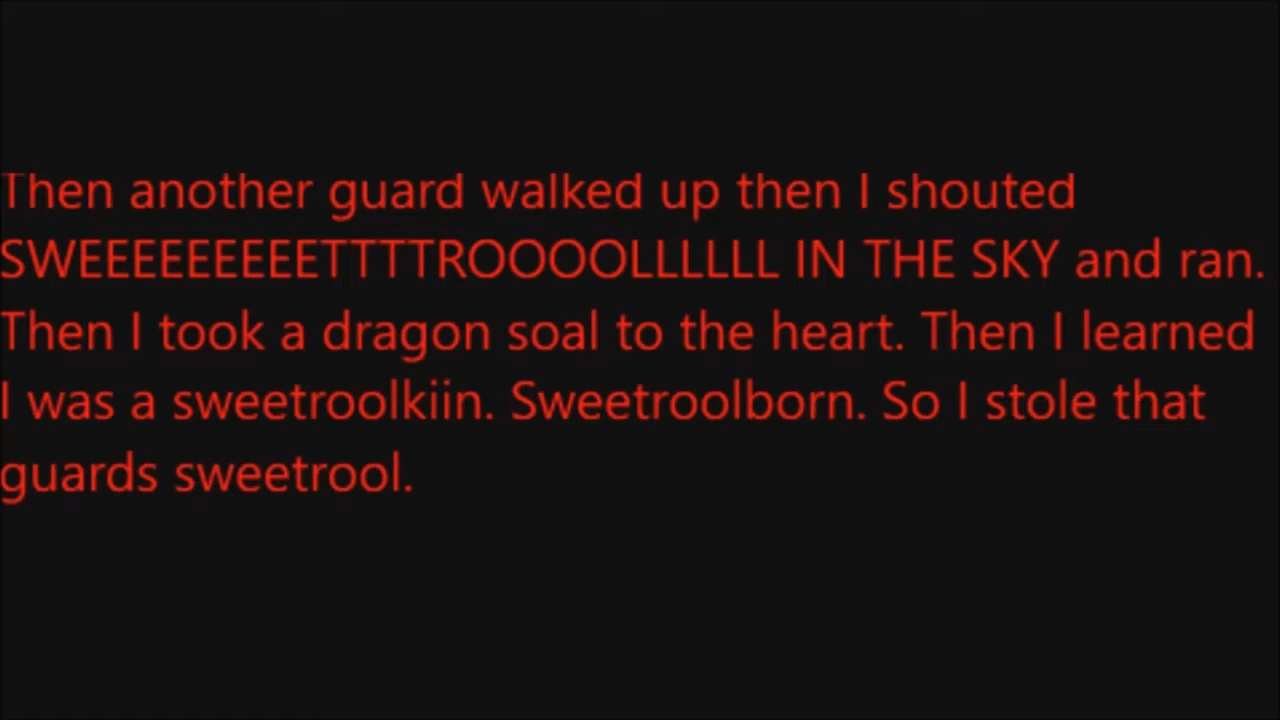 Then another guard walked up then I shouted
SWEEEEEEEEETTTTTROOOOLLLLLL IN THE SKY and ran.
Then I took a dragon soal to the heart. Then I learned
I was a sweetroolkiin. Sweetroolborn. So I stole that
guards sweetrool.